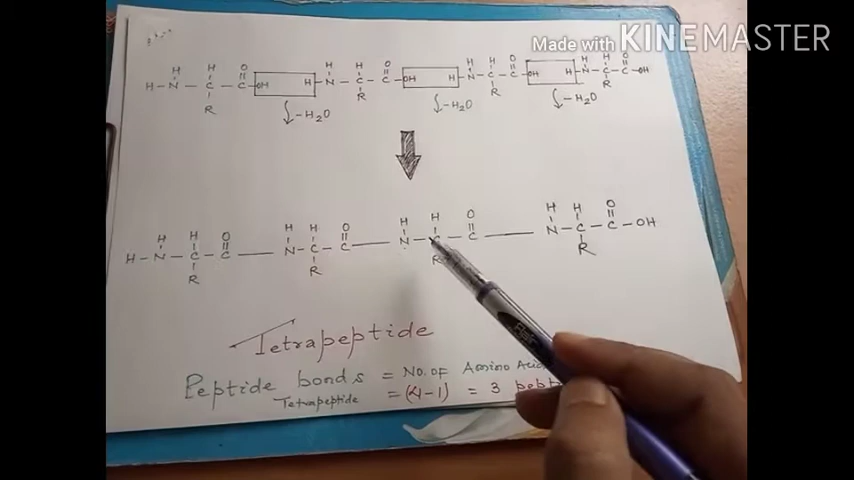 Made with KINEMASTER
H H O H H O H H O H H O
H - N - C - C - OH H - N - C - C - OH H - N - C - C - OH H - N - C - C - OH
R R R R
-H2O -H2O -H2O
H H O H H O H H O H H O
H - N - C - C - N - C - C - N - C - C - N - C - C - OH
R R R R
Tetrapeptide
Peptide bonds = No. of Amino
Tetrapeptide = (4-1) = 3